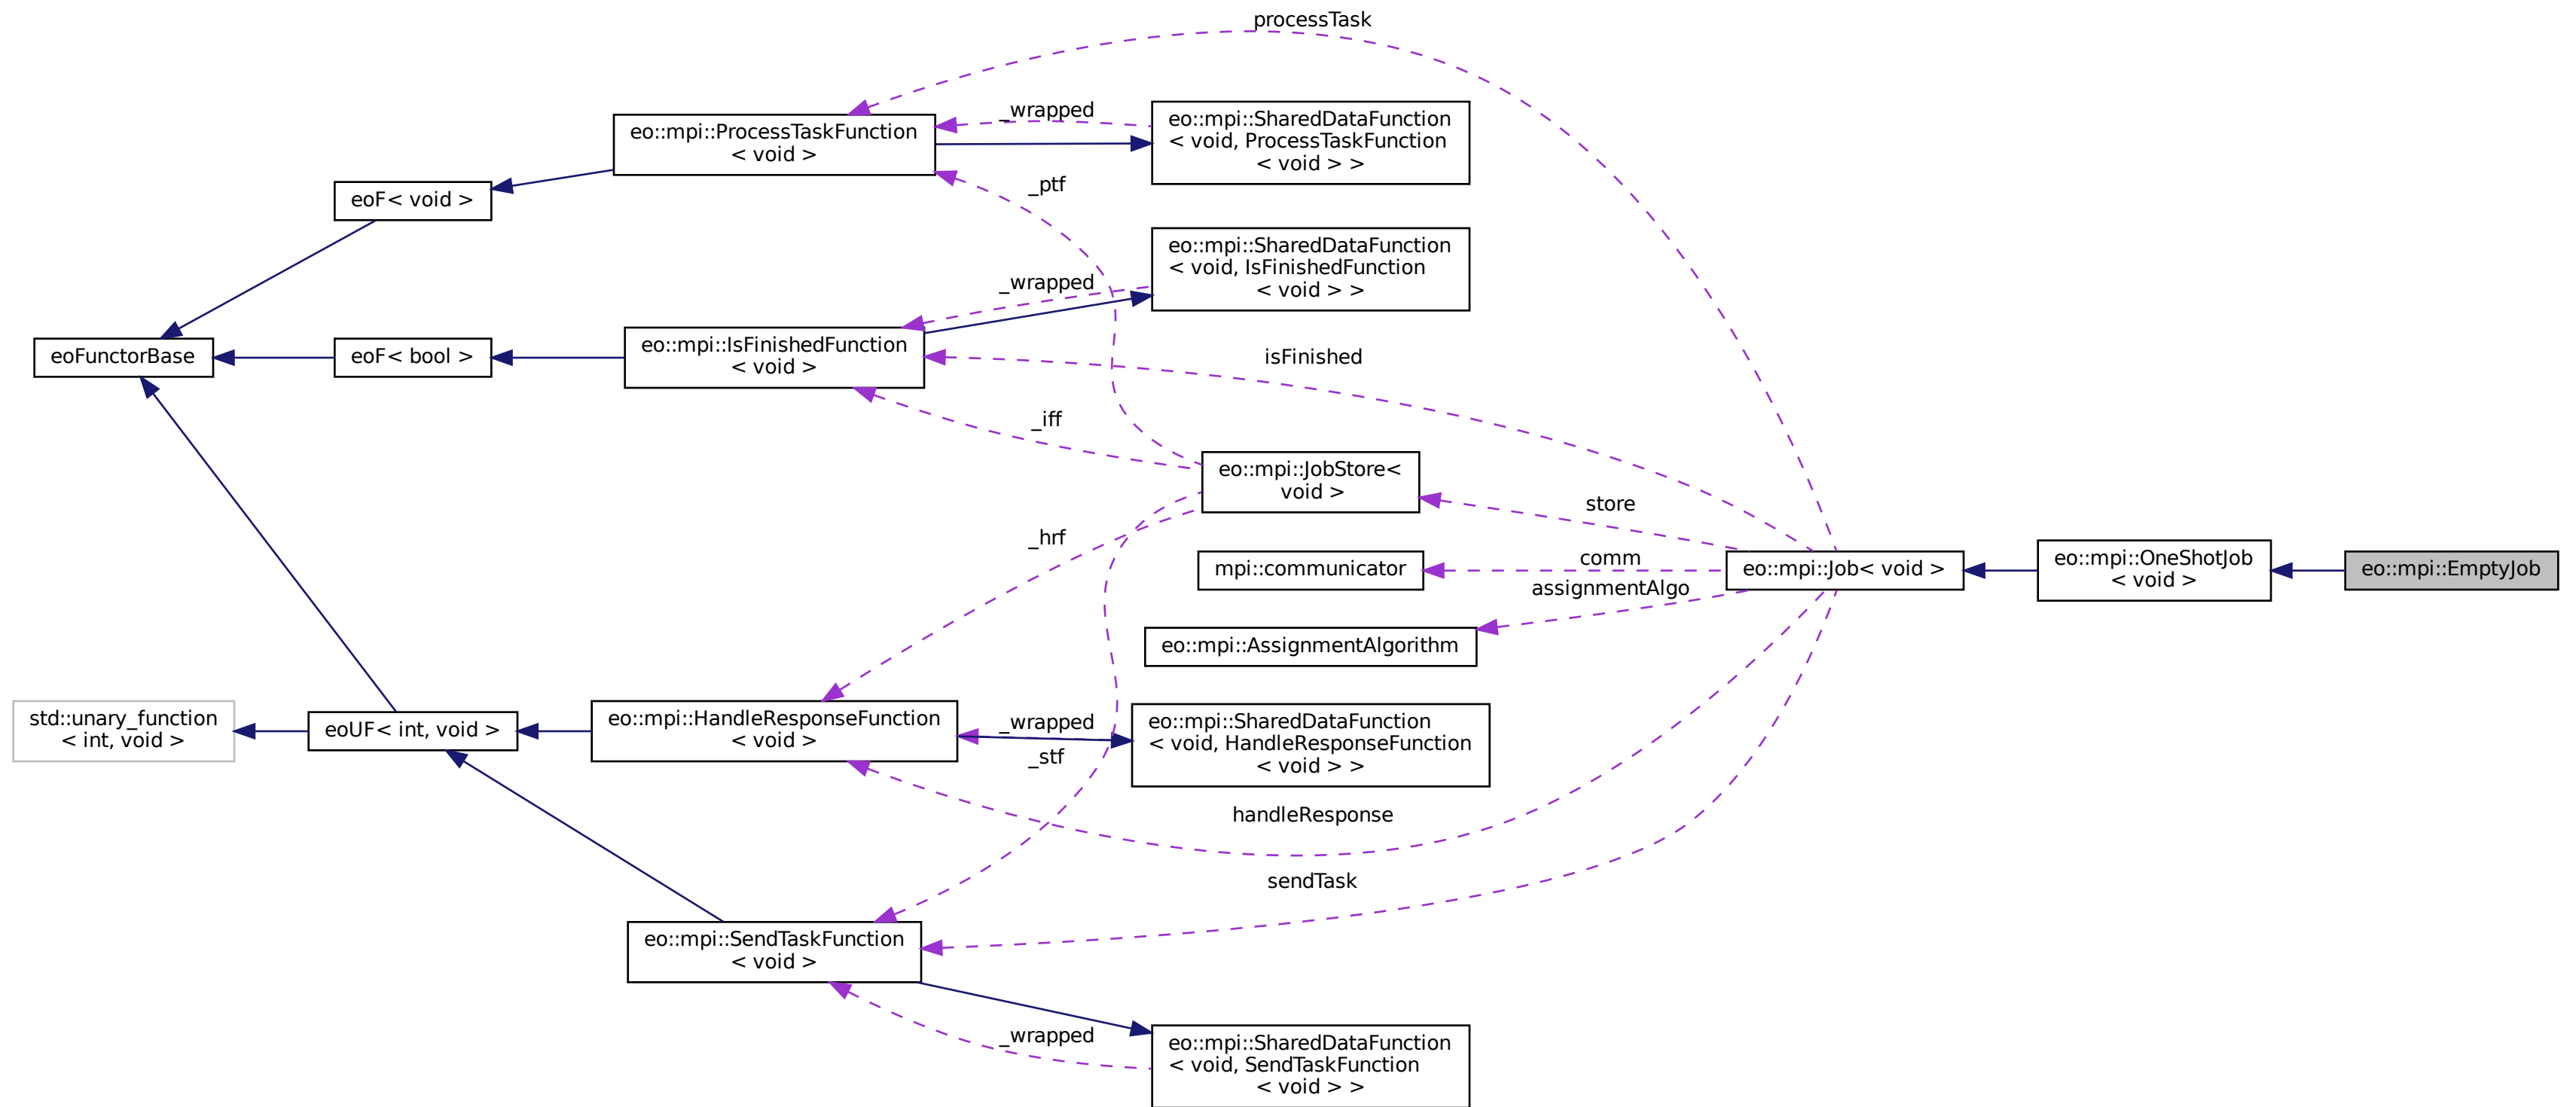 processTask
_wrapped
eo::mpi::ProcessTaskFunction
< void >
eo::mpi::SharedDataFunction
< void, ProcessTaskFunction
< void > >
_ptf
eoF< void >
eo::mpi::SharedDataFunction
< void, IsFinishedFunction
< void > >
_wrapped
eoFunctorBase
eoF< bool >
eo::mpi::IsFinishedFunction
< void >
isFinished
_iff
eo::mpi::JobStore<
void >
store
_hrf
mpi::communicator
comm
eo::mpi::Job< void >
eo::mpi::OneShotJob
< void >
eo::mpi::EmptyJob
assignmentAlgo
eo::mpi::AssignmentAlgorithm
std::unary_function
< int, void >
eoUF< int, void >
eo::mpi::HandleResponseFunction
< void >
_wrapped
_stf
eo::mpi::SharedDataFunction
< void, HandleResponseFunction
< void > >
handleResponse
sendTask
eo::mpi::SendTaskFunction
< void >
_wrapped
eo::mpi::SharedDataFunction
< void, SendTaskFunction
< void > >